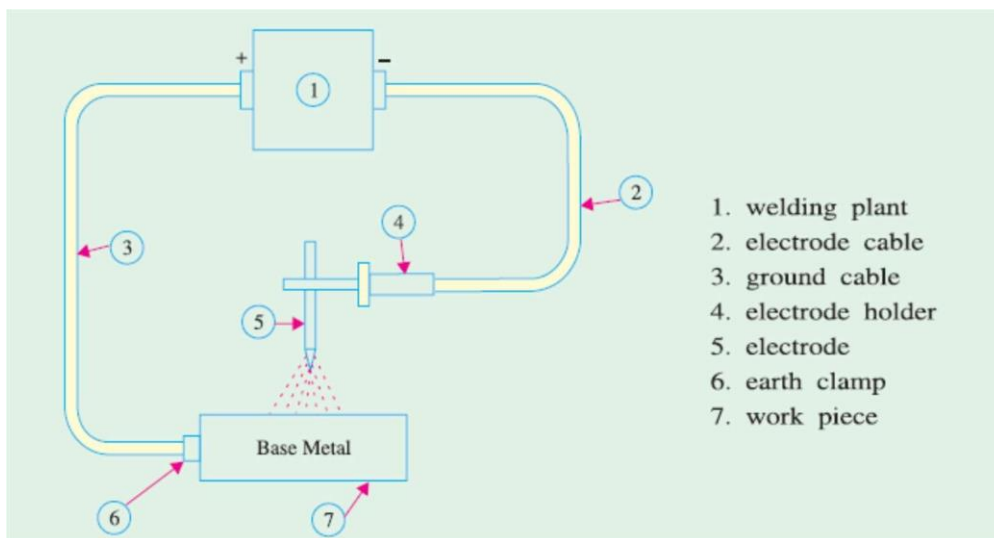 +
−
1
2
3
4
5
6
7
Base Metal
1. welding plant
2. electrode cable
3. ground cable
4. electrode holder
5. electrode
6. earth clamp
7. work piece